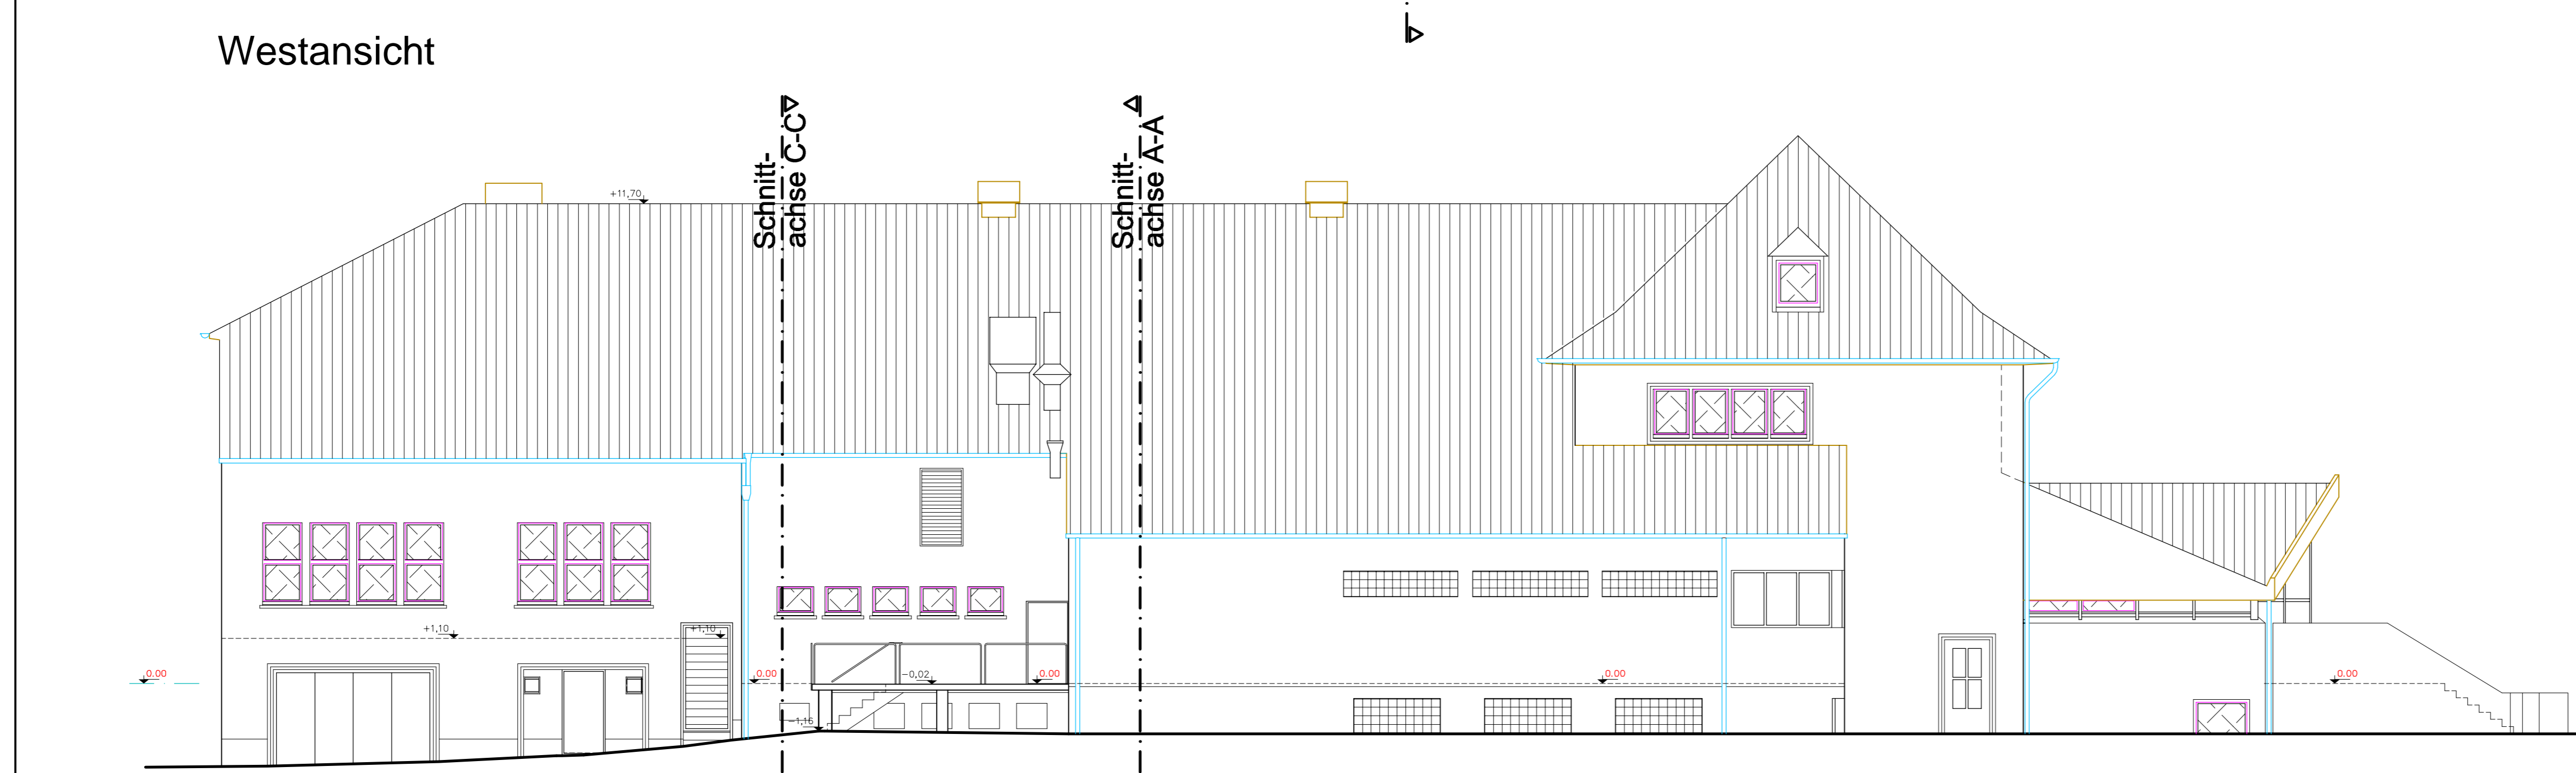 Westansicht
Schnitt-
achse C-C
Schnitt-
achse A-A
+11,70
+1,10
+1,10
0.00
0.00
-0,02
0.00
0.00
0.00
-1,16